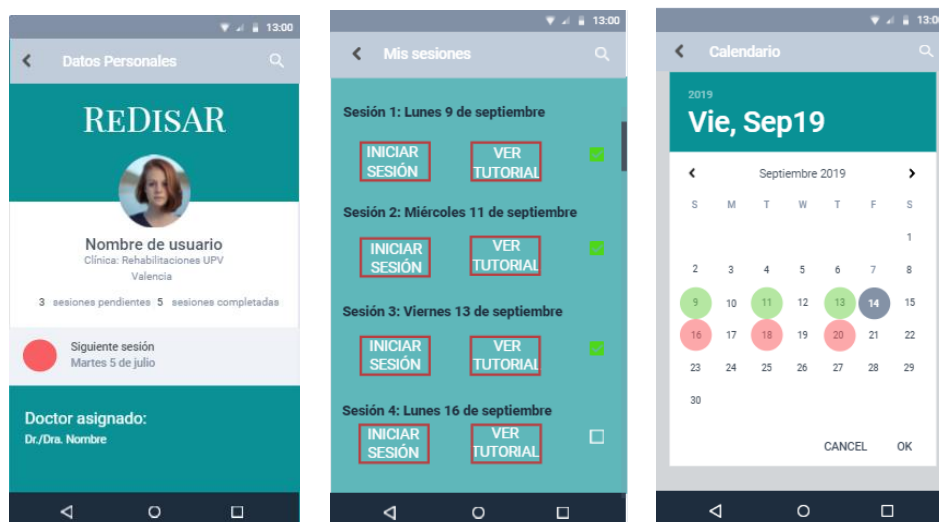 13:00
Datos Personales
REDISAR
Nombre de usuario
Clínica: Rehabilitaciones UPV
Valencia
3 sesiones pendientes 5 sesiones completadas
Siguiente sesión
Martes 5 de julio
Doctor asignado:
Dr./Dra. Nombre
13:00
Mis sesiones
Sesión 1: Lunes 9 de septiembre
INICIAR SESIÓN
VER TUTORIAL
Sesión 2: Miércoles 11 de septiembre
INICIAR SESIÓN
VER TUTORIAL
Sesión 3: Viernes 13 de septiembre
INICIAR SESIÓN
VER TUTORIAL
Sesión 4: Lunes 16 de septiembre
INICIAR SESIÓN
VER TUTORIAL
13:00
Calendario
2019
Vie, Sep19
Septiembre 2019
S M T W T F S
1
2 3 4 5 6 7 8
9 10 11 12 13 14 15
16 17 18 19 20 21 22
23 24 25 26 27 28 29
30
CANCEL OK